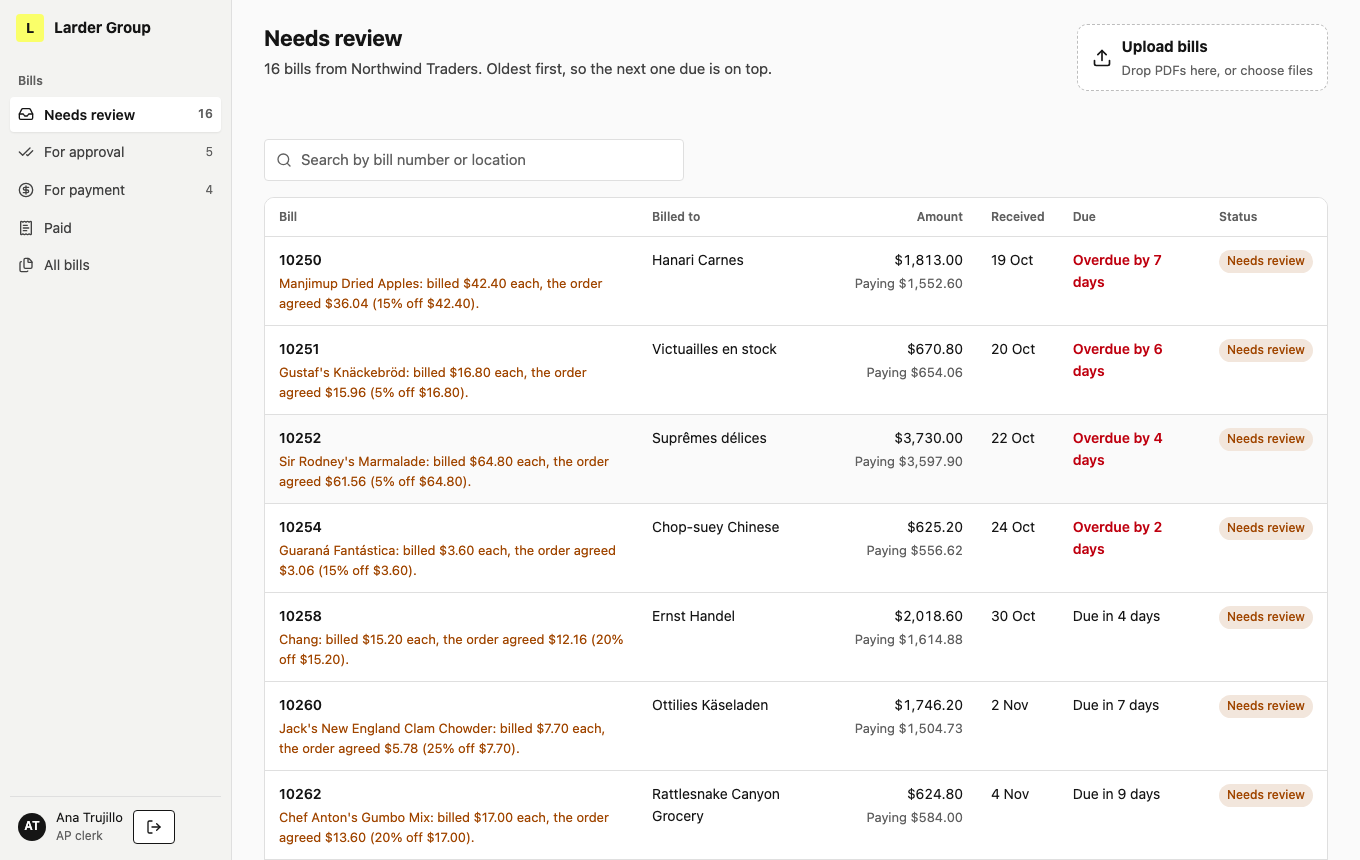 L Larder Group
Bills
Needs review 16
For approval 5
For payment 4
Paid
All bills
AT Ana Trujillo
AP clerk
Needs review
16 bills from Northwind Traders. Oldest first, so the next one due is on top.
Upload bills
Drop PDFs here, or choose files
Search by bill number or location
Bill Billed to Amount Received Due Status
10250 Hanari Carnes $1,813.00 19 Oct Overdue by 7 days Needs review
Manjimup Dried Apples: billed $42.40 each, the order Paying $1,552.60
agreed $36.04 (15% off $42.40).
10251 Victuailles en stock $670.80 20 Oct Overdue by 6 days Needs review
Gustaf's Knäckebröd: billed $16.80 each, the order Paying $654.06
agreed $15.96 (5% off $16.80).
10252 Suprêmes délices $3,730.00 22 Oct Overdue by 4 days Needs review
Sir Rodney's Marmalade: billed $64.80 each, the order Paying $3,597.90
agreed $61.56 (5% off $64.80).
10254 Chop-suey Chinese $625.20 24 Oct Overdue by 2 days Needs review
Guaraná Fantástica: billed $3.60 each, the order agreed Paying $556.62
$3.06 (15% off $3.60).
10258 Ernst Handel $2,018.60 30 Oct Due in 4 days Needs review
Chang: billed $15.20 each, the order agreed $12.16 (20% Paying $1,614.88
off $15.20).
10260 Ottilies Käseladen $1,746.20 2 Nov Due in 7 days Needs review
Jack's New England Clam Chowder: billed $7.70 each, Paying $1,504.73
the order agreed $5.78 (25% off $7.70).
10262 Rattlesnake Canyon Grocery $624.80 4 Nov Due in 9 days Needs review
Chef Anton's Gumbo Mix: billed $17.00 each, the order Paying $584.00
agreed $13.60 (20% off $17.00).